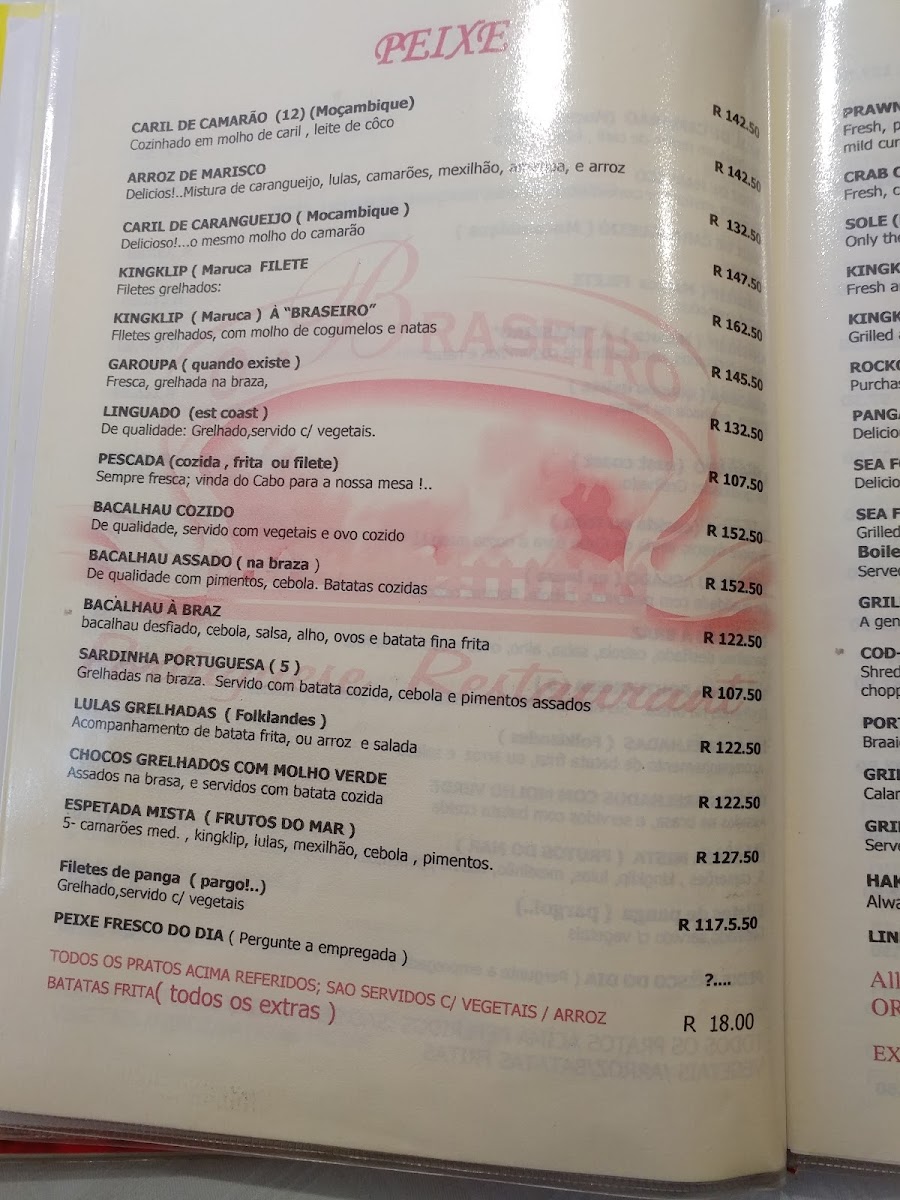 PEIXE
CARIL DE CAMARÃO (12) (Moçambique) R 142.50
Cozinhado em molho de caril , leite de côco
ARROZ DE MARISCO R 142.50
Delicios!..Mistura de carangueijo, lulas, camarões, mexilhão, e arroz
CARIL DE CARANGUEIJO ( Mocambique ) R 132.50
Delicioso!...o mesmo molho do camarão
KINGKLIP ( Maruca FILETE R 147.50
Filetes grelhados:
KINGKLIP ( Maruca ) À “BRASEIRO” R 162.50
FIletes grelhados, com molho de cogumelos e natas
GAROUPA ( quando existe ) R 145.50
Fresca, grelhada na braza,
LINGUADO (est coast ) R 132.50
De qualidade: Grelhado,servido c/ vegetais.
PESCADA (cozida , frita ou filete) R 107.50
Sempre fresca; vinda do Cabo para a nossa mesa !..
BACALHAU COZIDO R 152.50
De qualidade, servido com vegetais e ovo cozido
BACALHAU ASSADO ( na braza ) R 152.50
De qualidade com pimentos, cebola. Batatas cozidas
BACALHAU À BRAZ R 122.50
bacalhau desfiado, cebola, salsa, alho, ovos e batata fina frita
SARDINHA PORTUGUESA ( 5 ) R 107.50
Grelhadas na braza. Servido com batata cozida, cebola e pimentos assados
LULAS GRELHADAS ( Folklandes ) R 122.50
Acompanhamento de batata frita, ou arroz e salada
CHOCOS GRELHADOS COM MOLHO VERDE R 122.50
Assados na brasa, e servidos com batata cozida
ESPETADA MISTA ( FRUTOS DO MAR ) R 127.50
5- camarões med. , kingklip, lulas, mexilhão, cebola , pimentos.
Filetes de panga ( pargo!..) R 117.5.50
Grelhado,servido c/ vegetais
PEIXE FRESCO DO DIA ( Pergunte a empregada ) ?....
TODOS OS PRATOS ACIMA REFERIDOS; SAO SERVIDOS C/ VEGETAIS / ARROZ
BATATAS FRITA( todos os extras ) R 18.00
BRASEIRO
Restaurant
PRAWN
Fresh, p
mild cur
CRAB C
Fresh, c
SOLE (
Only the
KINGK
Fresh a
KINGK
Grilled
ROCKC
Purcha
PANGA
Delicio
SEA F
Delicio
SEA F
Grilled
Boile
Serve
GRIL
A gen
COD-
Shred
chopp
PORT
Braai
GRIL
Calar
GRI
Serve
HAK
Alwa
LIN
All
OR
EX